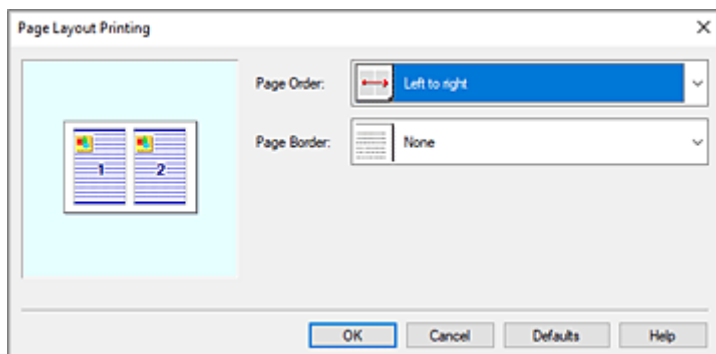 Page Layout Printing
Page Order: Left to right
1 2
Page Border: None
OK Cancel Defaults Help